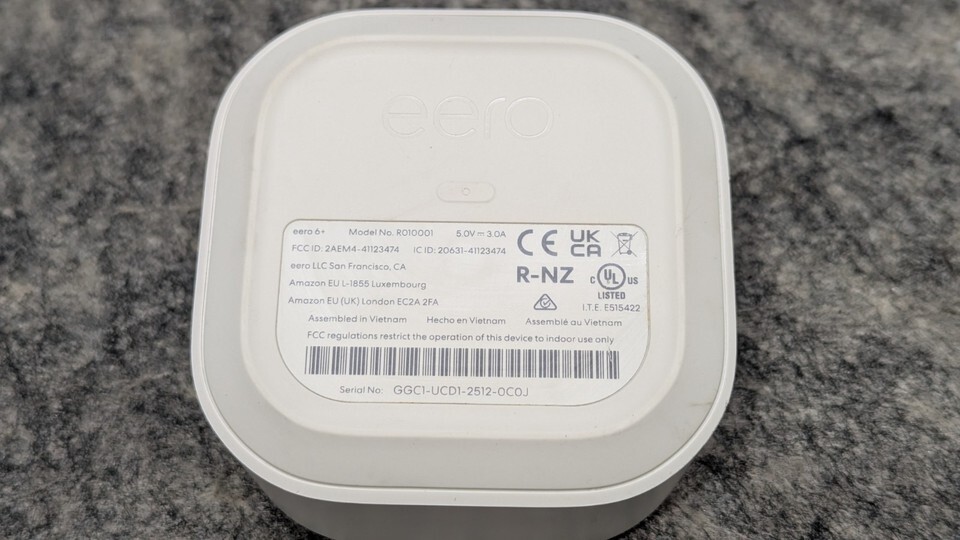 eero
eero 6+ Model No. R010001 5.0V ⎓ 3.0A
FCC ID: 2AEM4-41123474 IC ID: 20631-41123474
eero LLC San Francisco, CA
Amazon EU L-1855 Luxembourg
Amazon EU (UK) London EC2A 2FA
CE UK CA
R-NZ
C UL US
LISTED
I.T.E. E515422
Assembled in Vietnam Hecho en Vietnam Assemblé au Vietnam
FCC regulations restrict the operation of this device to indoor use only
Serial No: GGC1-UCD1-2512-0C0J